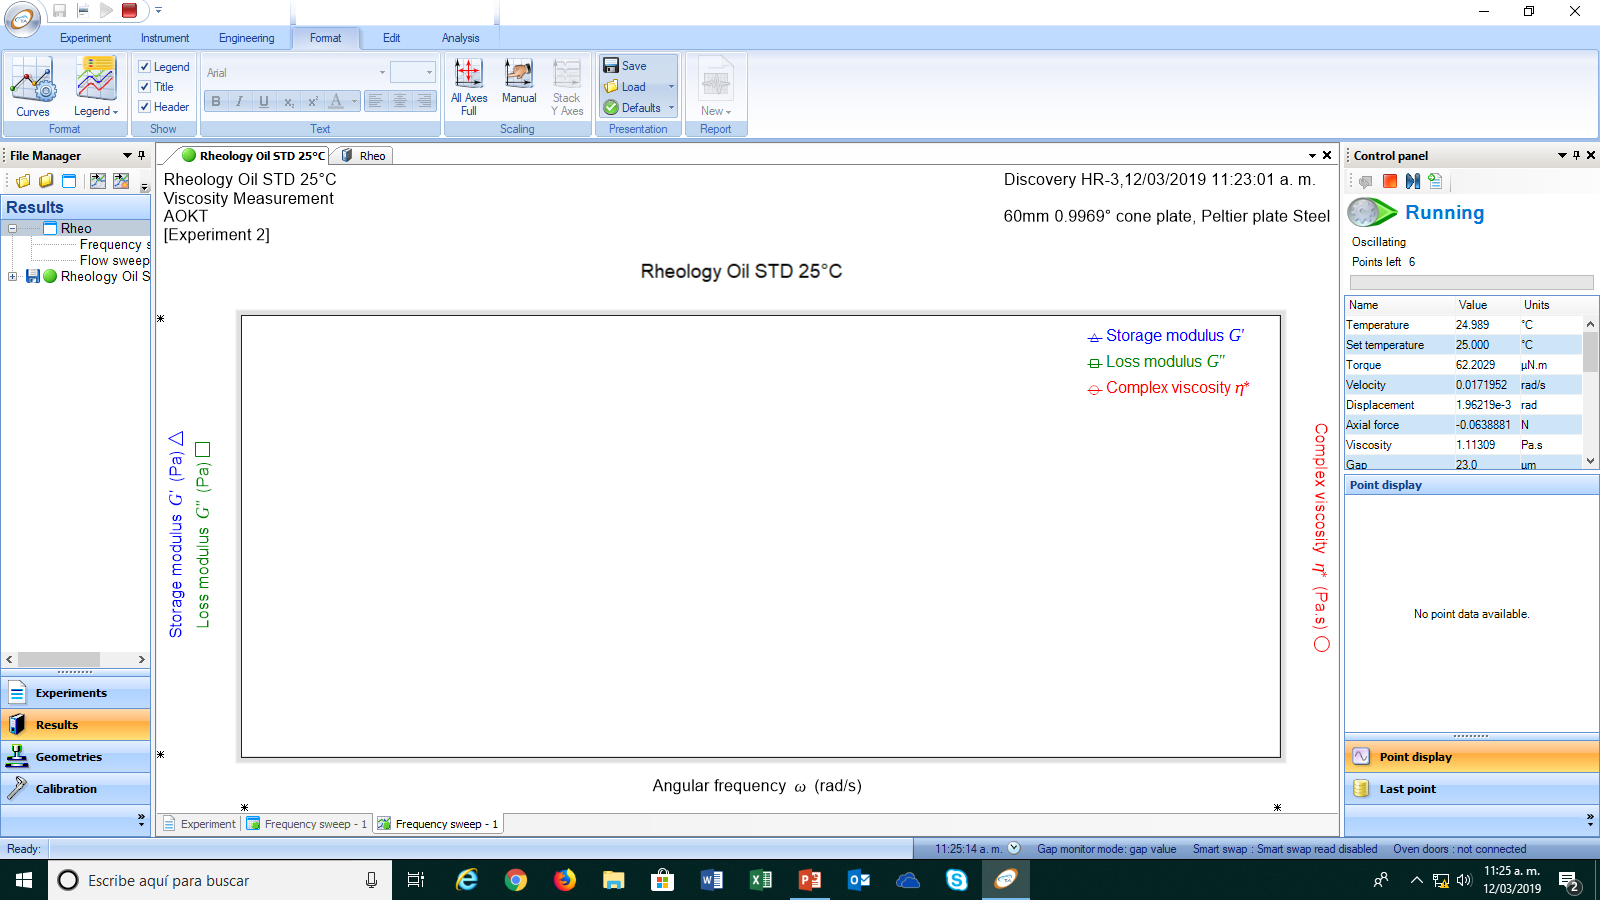 Experiment
Instrument
Engineering
Format
Edit
Analysis
Curves
Legend
Format
Legend
Title
Header
Show
Arial
B I U x₁ x² A
Text
All Axes Full
Manual
Stack Y Axes
Scaling
Save
Load
Defaults
Presentation
New
Report
File Manager
Results
Rheo
Frequency s
Flow sweep
Rheology Oil S
Experiments
Results
Geometries
Calibration
Rheology Oil STD 25°C
Rheo
Rheology Oil STD 25°C
Viscosity Measurement
AOKT
[Experiment 2]
Discovery HR-3,12/03/2019 11:23:01 a. m.
60mm 0.9969° cone plate, Peltier plate Steel
Rheology Oil STD 25°C
Storage modulus G'
Loss modulus G''
Complex viscosity η*
Storage modulus G' (Pa)
Loss modulus G'' (Pa)
Complex viscosity η* (Pa.s)
Angular frequency ω (rad/s)
Experiment
Frequency sweep - 1
Frequency sweep - 1
Control panel
Running
Oscillating
Points left 6
Name Value Units
Temperature 24.989 °C
Set temperature 25.000 °C
Torque 62.2029 µN.m
Velocity 0.0171952 rad/s
Displacement 1.96219e-3 rad
Axial force -0.0638881 N
Viscosity 1.11309 Pa.s
Gap 23.0 µm
Point display
No point data available.
Point display
Last point
Ready:
11:25:14 a. m.
Gap monitor mode: gap value
Smart swap : Smart swap read disabled
Oven doors : not connected
Escribe aquí para buscar
11:25 a. m.
12/03/2019
2